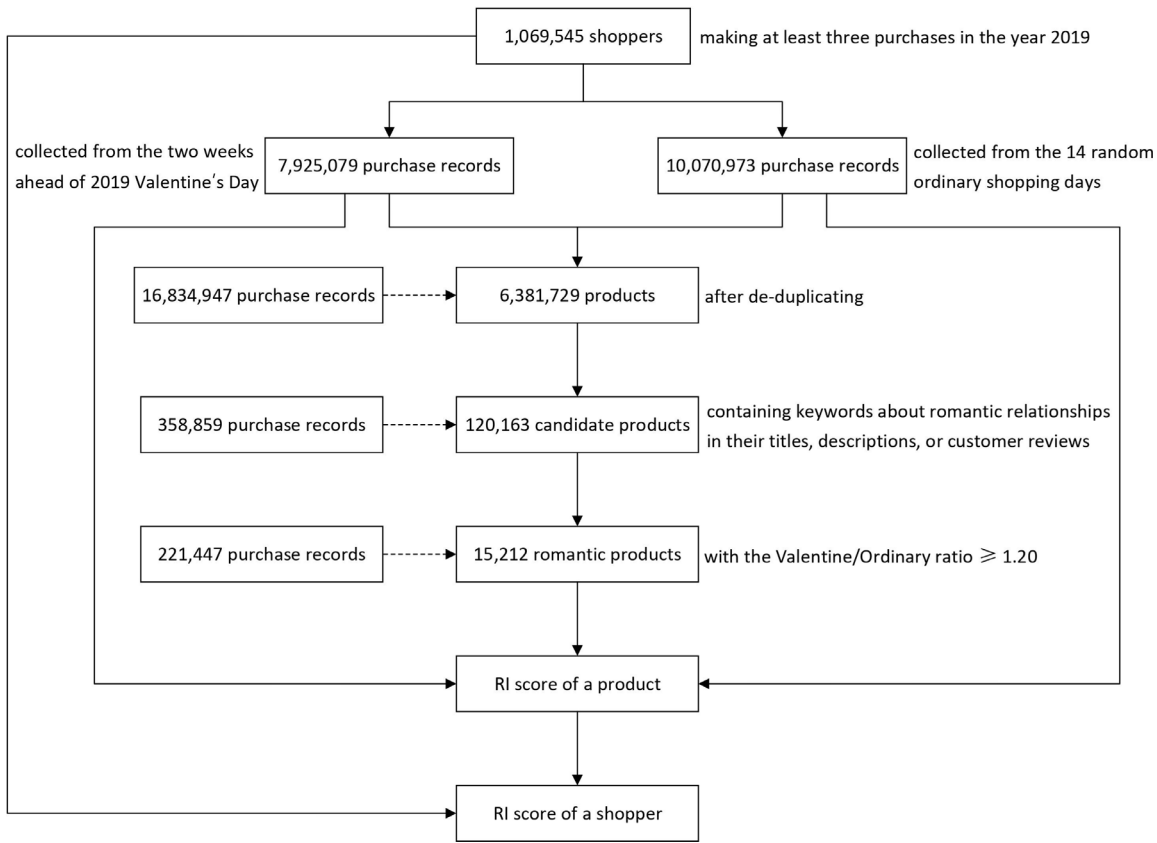 1,069,545 shoppers
making at least three purchases in the year 2019
collected from the two weeks
ahead of 2019 Valentine's Day
7,925,079 purchase records
10,070,973 purchase records
collected from the 14 random
ordinary shopping days
16,834,947 purchase records
6,381,729 products
after de-duplicating
358,859 purchase records
120,163 candidate products
containing keywords about romantic relationships
in their titles, descriptions, or customer reviews
221,447 purchase records
15,212 romantic products
with the Valentine/Ordinary ratio ⩾ 1.20
RI score of a product
RI score of a shopper